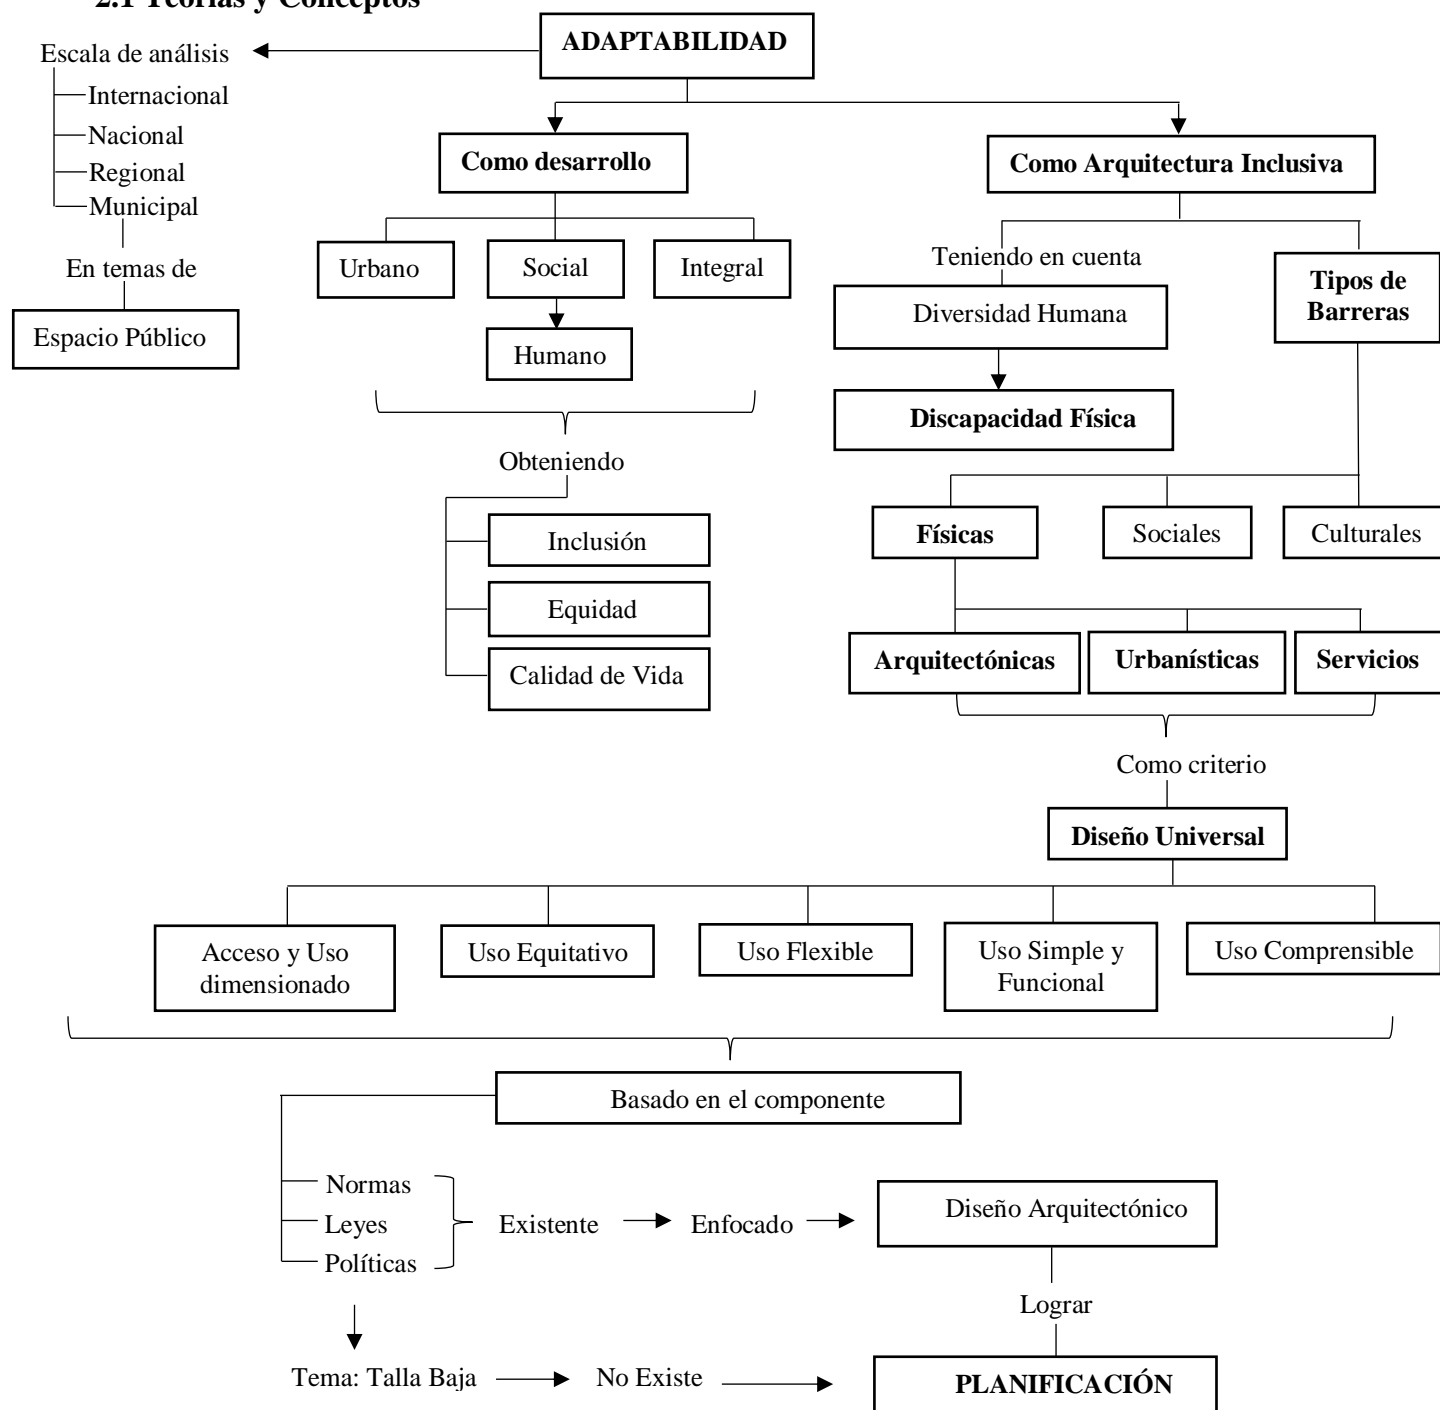 2.1 Teorías y Conceptos
ADAPTABILIDAD
Escala de análisis
Internacional
Nacional
Regional
Municipal
En temas de
Espacio Público
Como desarrollo
Urbano
Social
Integral
Humano
Obteniendo
Inclusión
Equidad
Calidad de Vida
Como Arquitectura Inclusiva
Teniendo en cuenta
Diversidad Humana
Discapacidad Física
Tipos de
Barreras
Físicas
Sociales
Culturales
Arquitectónicas
Urbanísticas
Servicios
Como criterio
Diseño Universal
Acceso y Uso
dimensionado
Uso Equitativo
Uso Flexible
Uso Simple y
Funcional
Uso Comprensible
Basado en el componente
Normas
Leyes
Políticas
Existente
Enfocado
Diseño Arquitectónico
Lograr
Tema: Talla Baja
No Existe
PLANIFICACIÓN